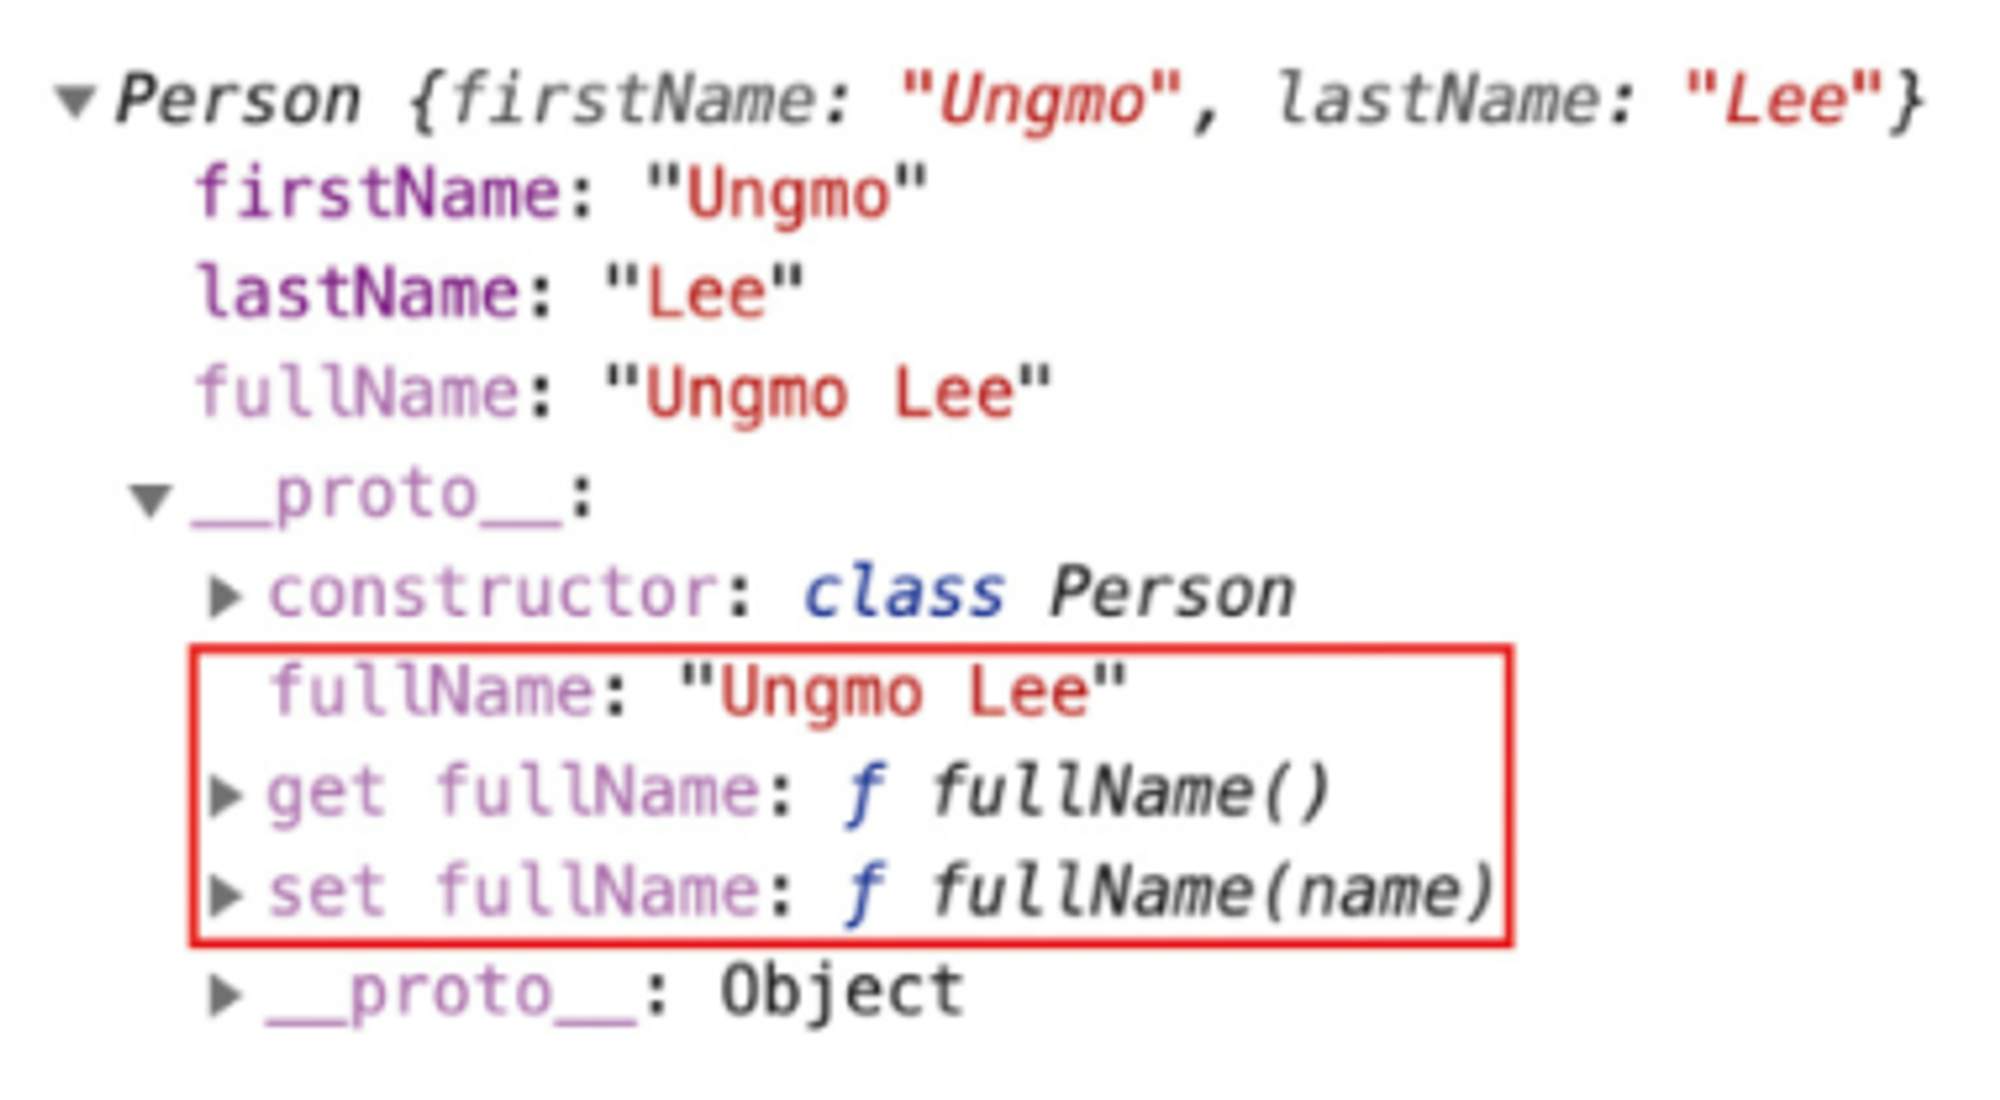 Person {firstName: "Ungmo", lastName: "Lee"}
firstName: "Ungmo"
lastName: "Lee"
fullName: "Ungmo Lee"
__proto__:
constructor: class Person
fullName: "Ungmo Lee"
get fullName: ƒ fullName()
set fullName: ƒ fullName(name)
__proto__: Object